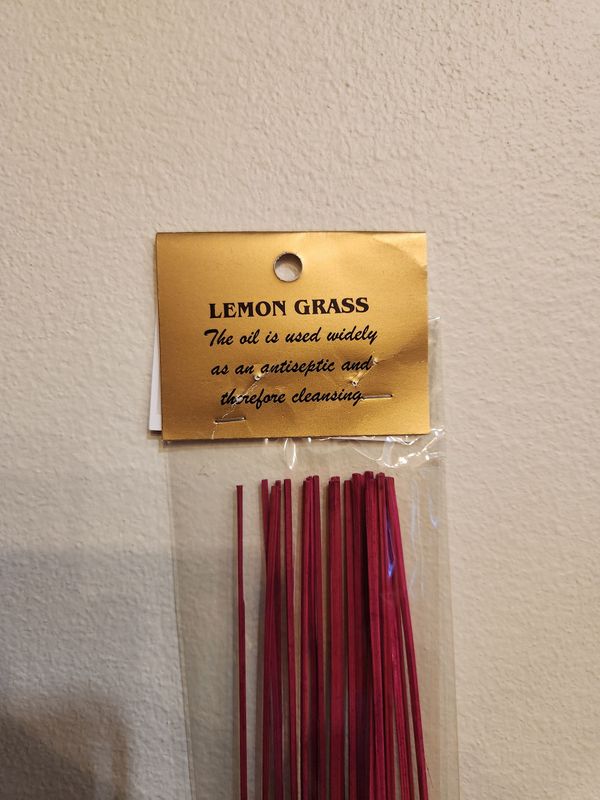 LEMON GRASS
The oil is used widely
as an antiseptic and
therefore cleansing